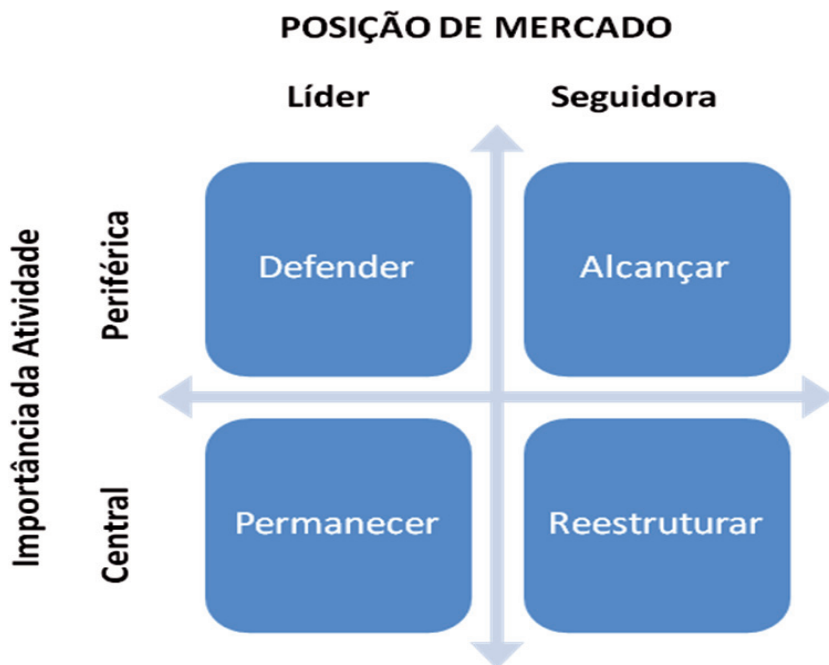 POSIÇÃO DE MERCADO
Líder
Seguidora
Importância da Atividade
Periférica
Defender
Alcançar
Central
Permanecer
Reestruturar